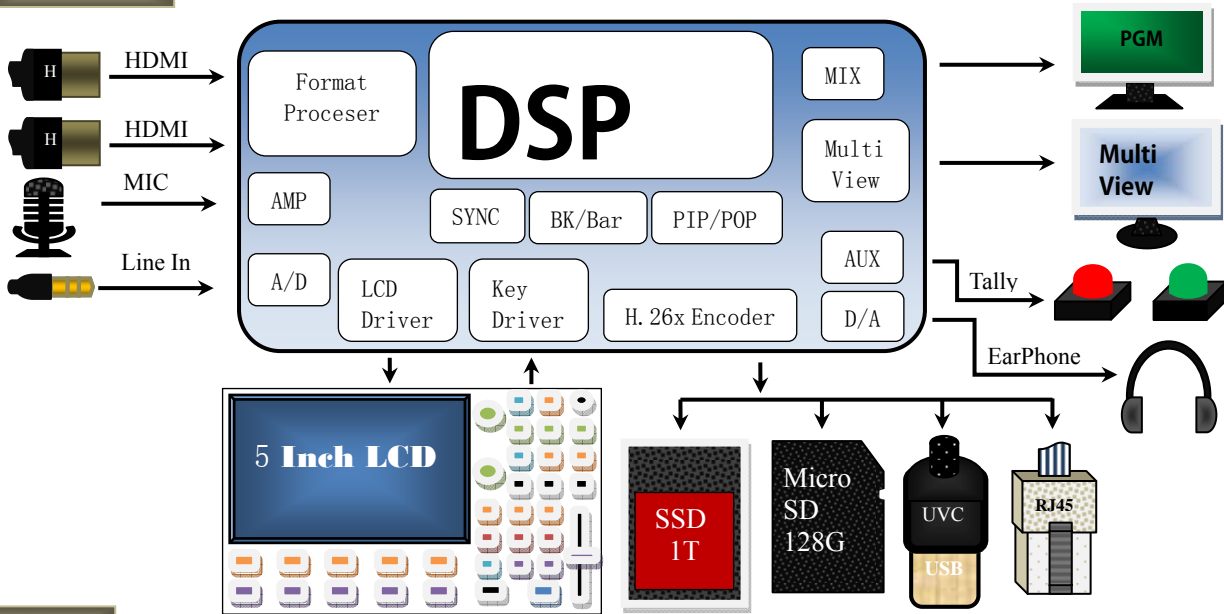 H
HDMI
H
HDMI
MIC
Line In
Format
Proceser
DSP
MIX
Multi
View
AMP
SYNC
BK/Bar
PIP/POP
A/D
LCD
Driver
Key
Driver
H.26x Encoder
AUX
D/A
PGM
Multi
View
Tally
EarPhone
5 Inch LCD
SSD
1T
Micro
SD
128G
UVC
USB
RJ45